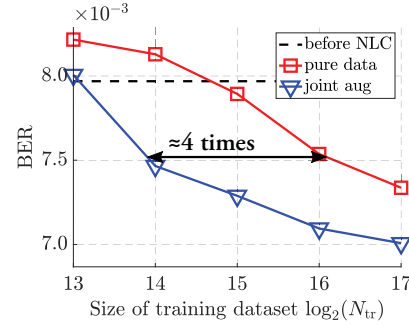 ×10⁻³
before NLC
pure data
joint aug
8.0
7.5
7.0
BER
≈4 times
13 14 15 16 17
Size of training dataset log₂(Nₜᵣ)